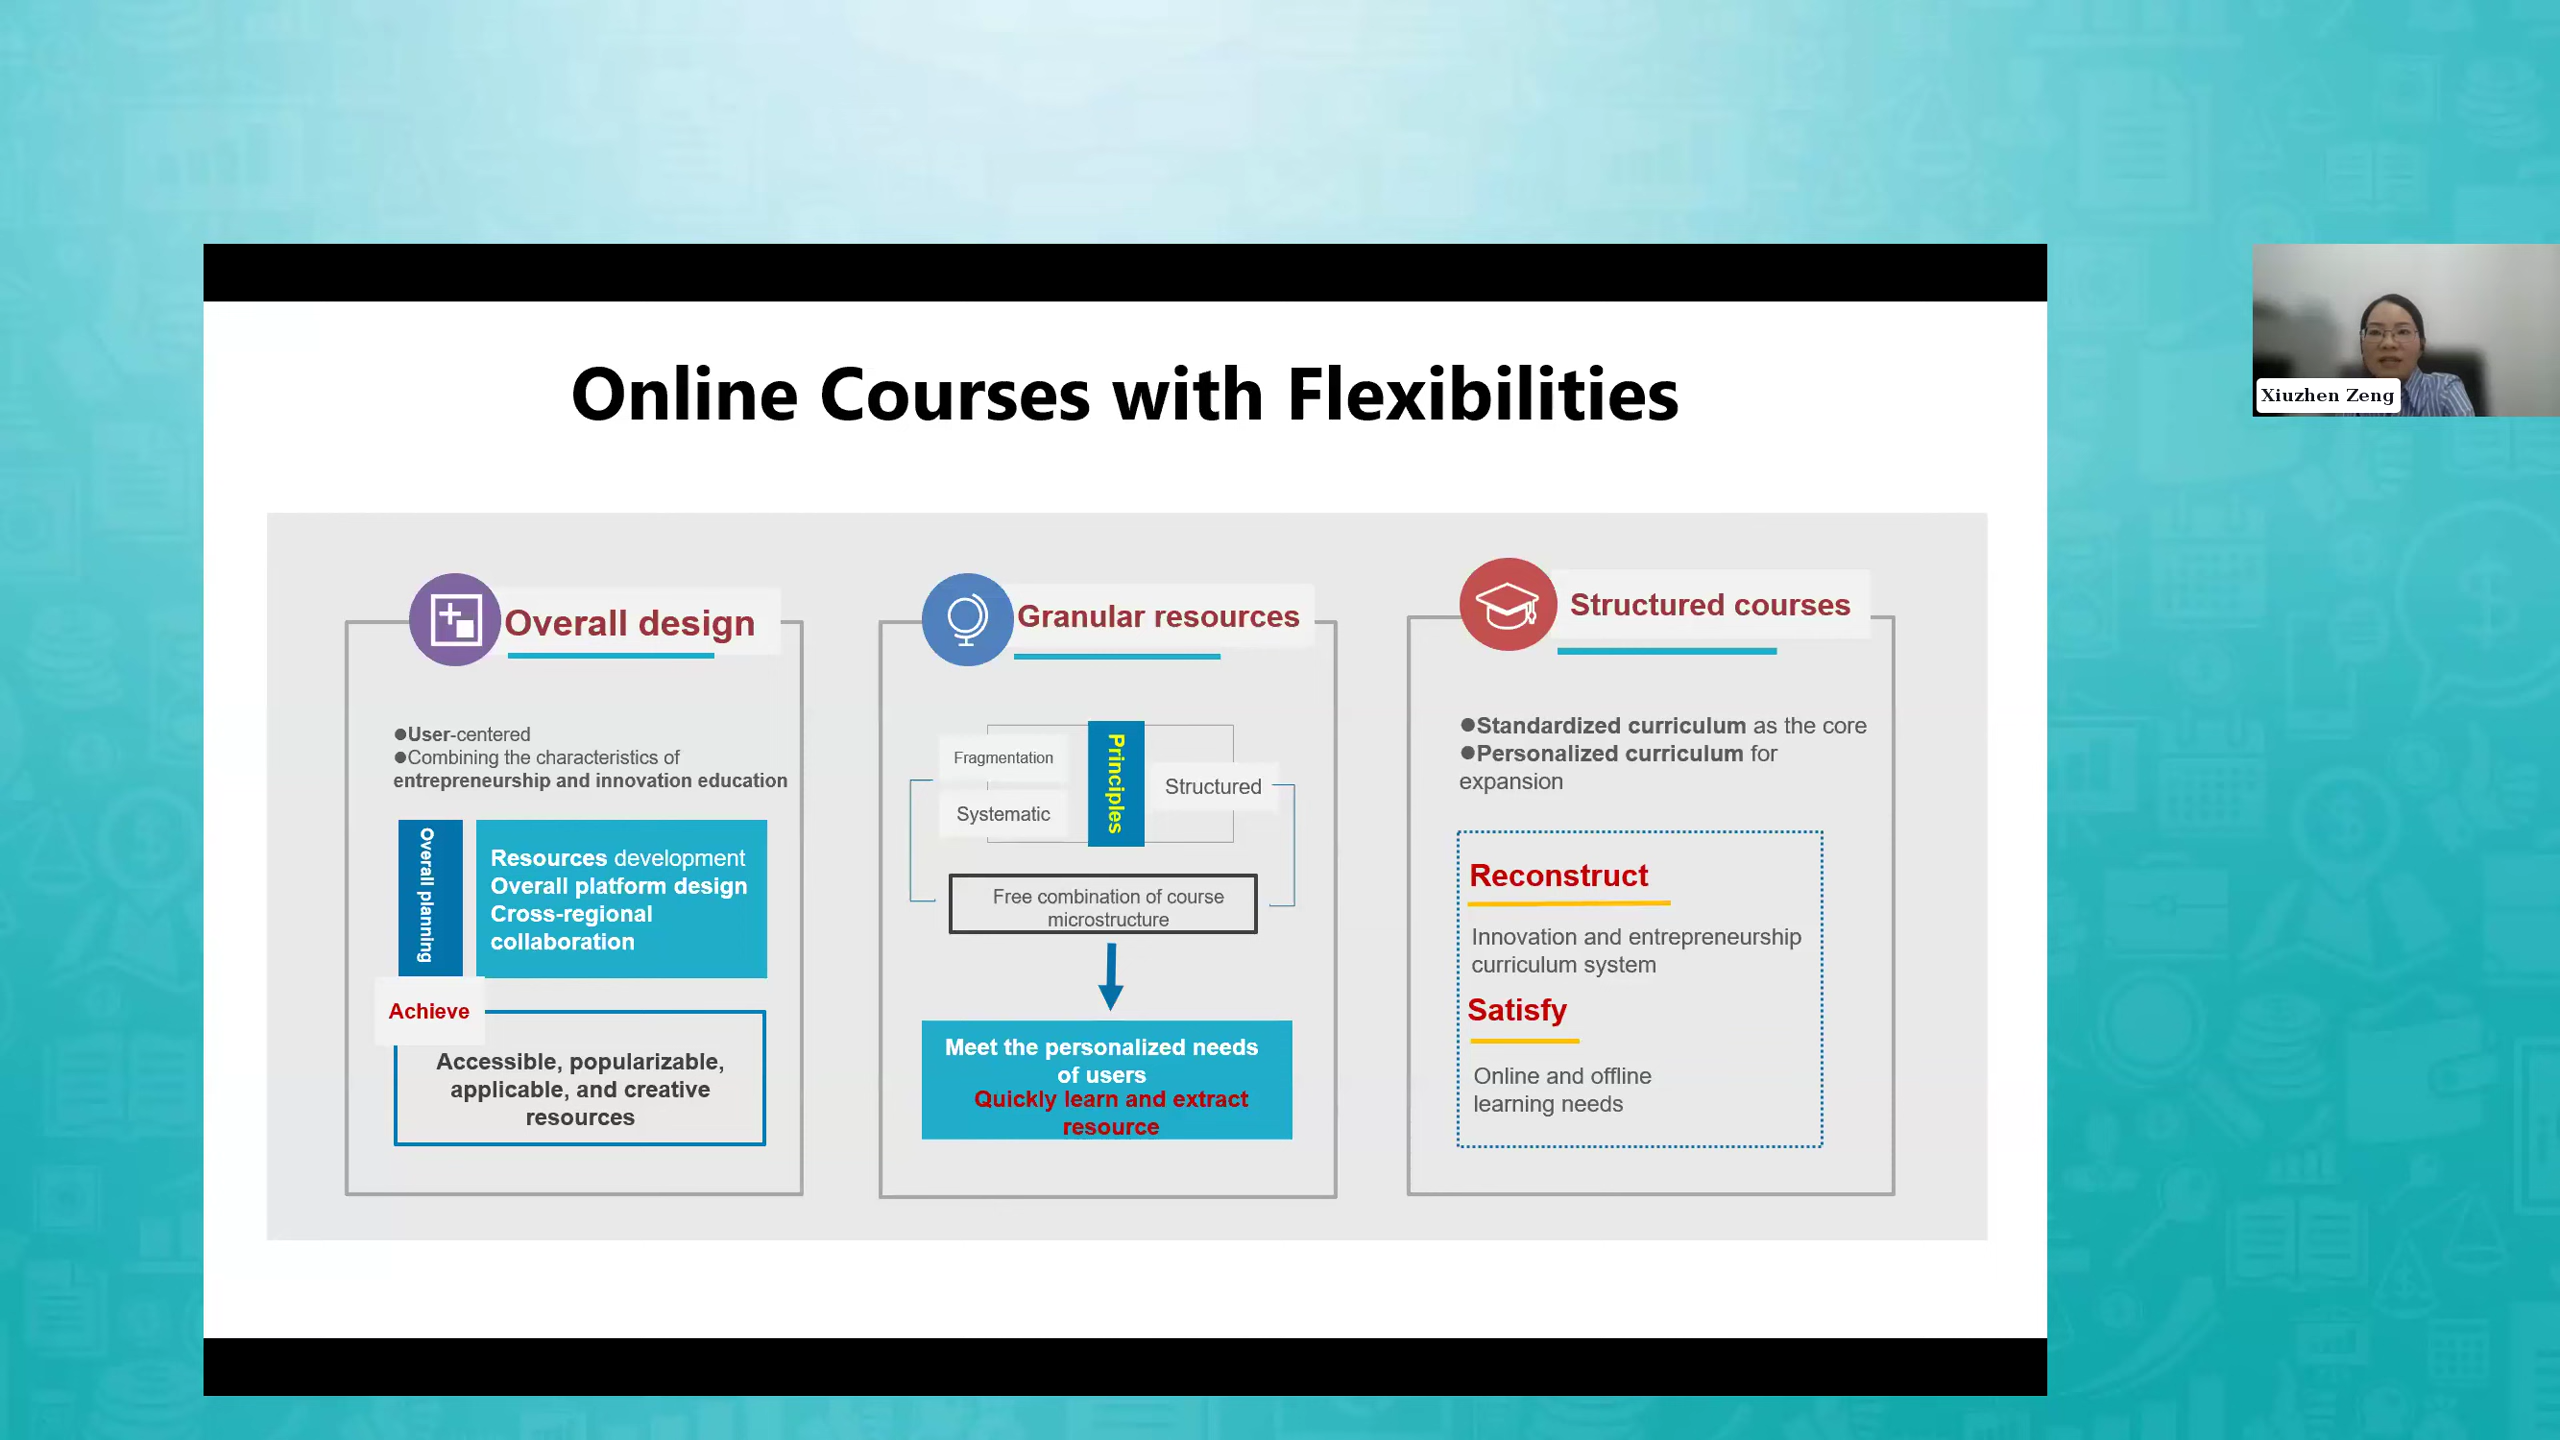 Online Courses with Flexibilities
Xiuzhen Zeng
Overall design
●User-centered
●Combining the characteristics of
entrepreneurship and innovation education
Overall planning
Resources development
Overall platform design
Cross-regional
collaboration
Achieve
Accessible, popularizable,
applicable, and creative
resources
Granular resources
Fragmentation
Systematic
Principles
Structured
Free combination of course
microstructure
Meet the personalized needs
of users
Quickly learn and extract
resource
Structured courses
●Standardized curriculum as the core
●Personalized curriculum for
expansion
Reconstruct
Innovation and entrepreneurship
curriculum system
Satisfy
Online and offline
learning needs